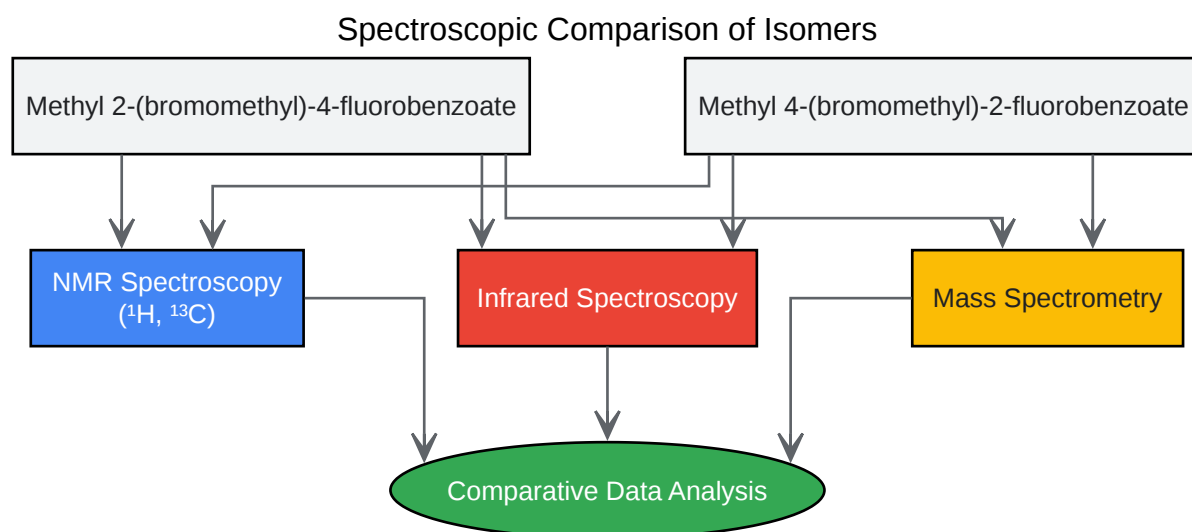 Spectroscopic Comparison of Isomers
Methyl 2-(bromomethyl)-4-fluorobenzoate
Methyl 4-(bromomethyl)-2-fluorobenzoate
NMR Spectroscopy
(¹H, ¹³C)
Infrared Spectroscopy
Mass Spectrometry
Comparative Data Analysis